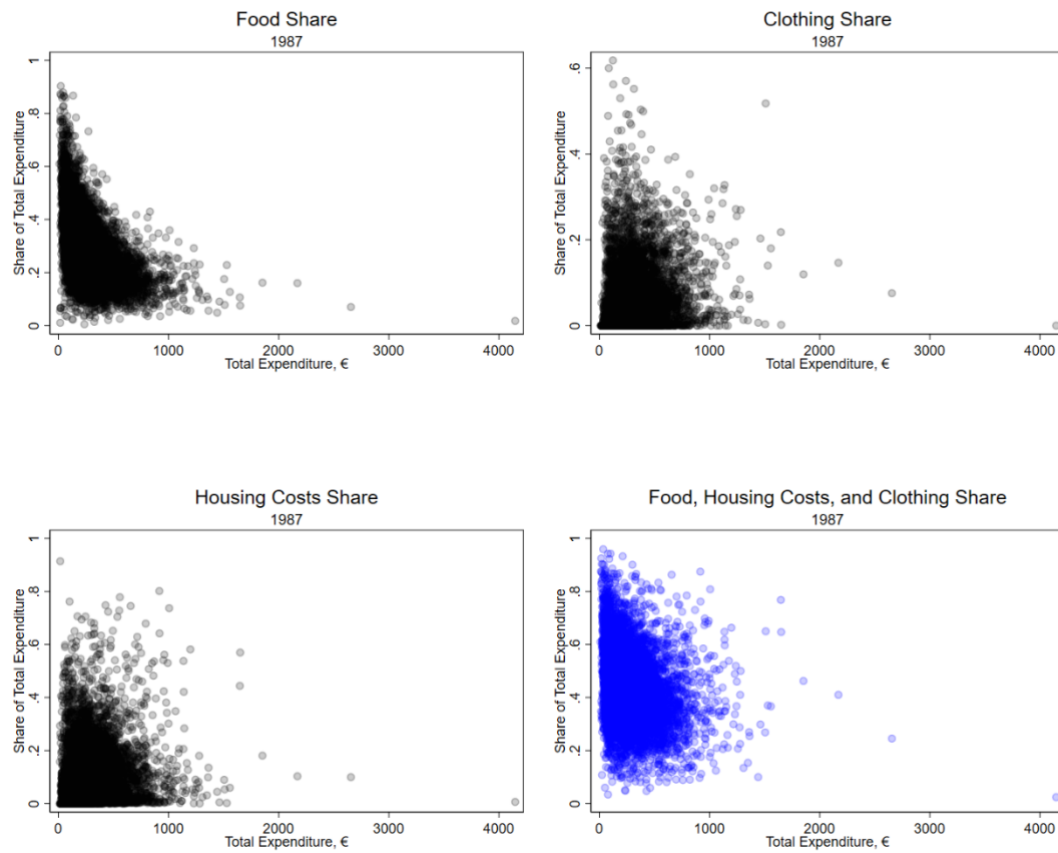 Food Share
1987
Share of Total Expenditure
1
.8
.6
.4
.2
0
0 1000 2000 3000 4000
Total Expenditure, €
Clothing Share
1987
Share of Total Expenditure
.6
.4
.2
0
0 1000 2000 3000 4000
Total Expenditure, €
Housing Costs Share
1987
Share of Total Expenditure
1
.8
.6
.4
.2
0
0 1000 2000 3000 4000
Total Expenditure, €
Food, Housing Costs, and Clothing Share
1987
Share of Total Expenditure
1
.8
.6
.4
.2
0
0 1000 2000 3000 4000
Total Expenditure, €